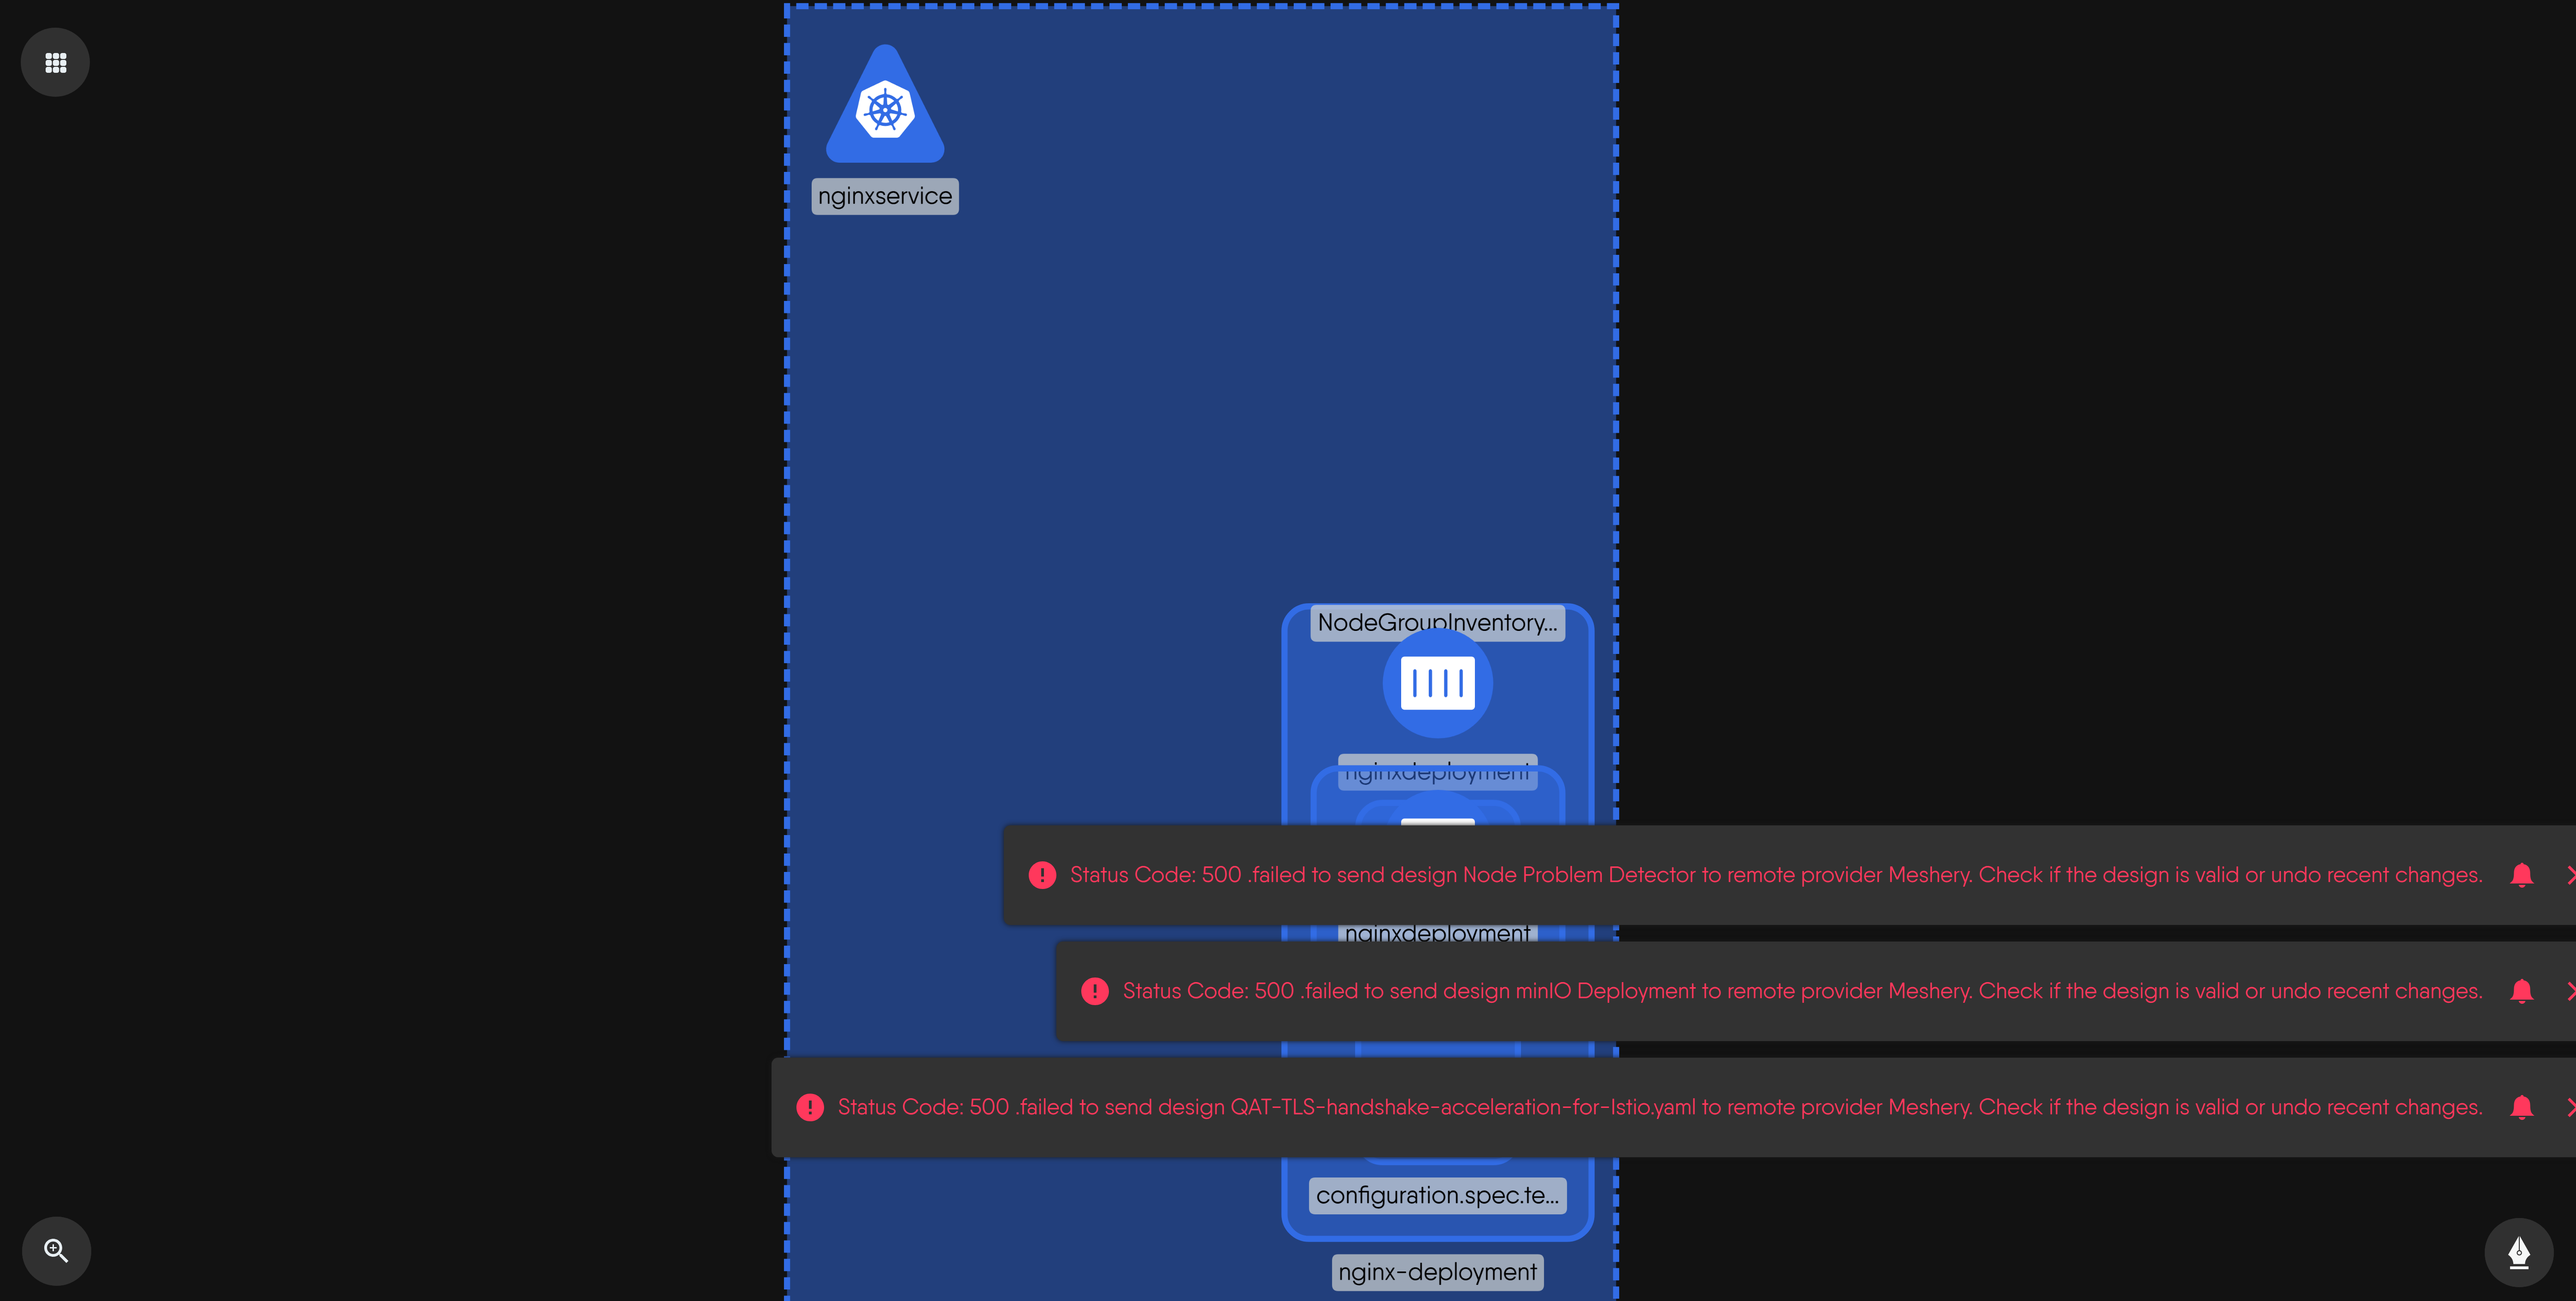 nginxservice
NodeGroupInventory...
nginxdeployment
Status Code: 500 .failed to send design Node Problem Detector to remote provider Meshery. Check if the design is valid or undo recent changes.
nginxdeployment
Status Code: 500 .failed to send design minIO Deployment to remote provider Meshery. Check if the design is valid or undo recent changes.
Status Code: 500 .failed to send design QAT-TLS-handshake-acceleration-for-Istio.yaml to remote provider Meshery. Check if the design is valid or undo recent changes.
configuration.spec.te...
nginx-deployment